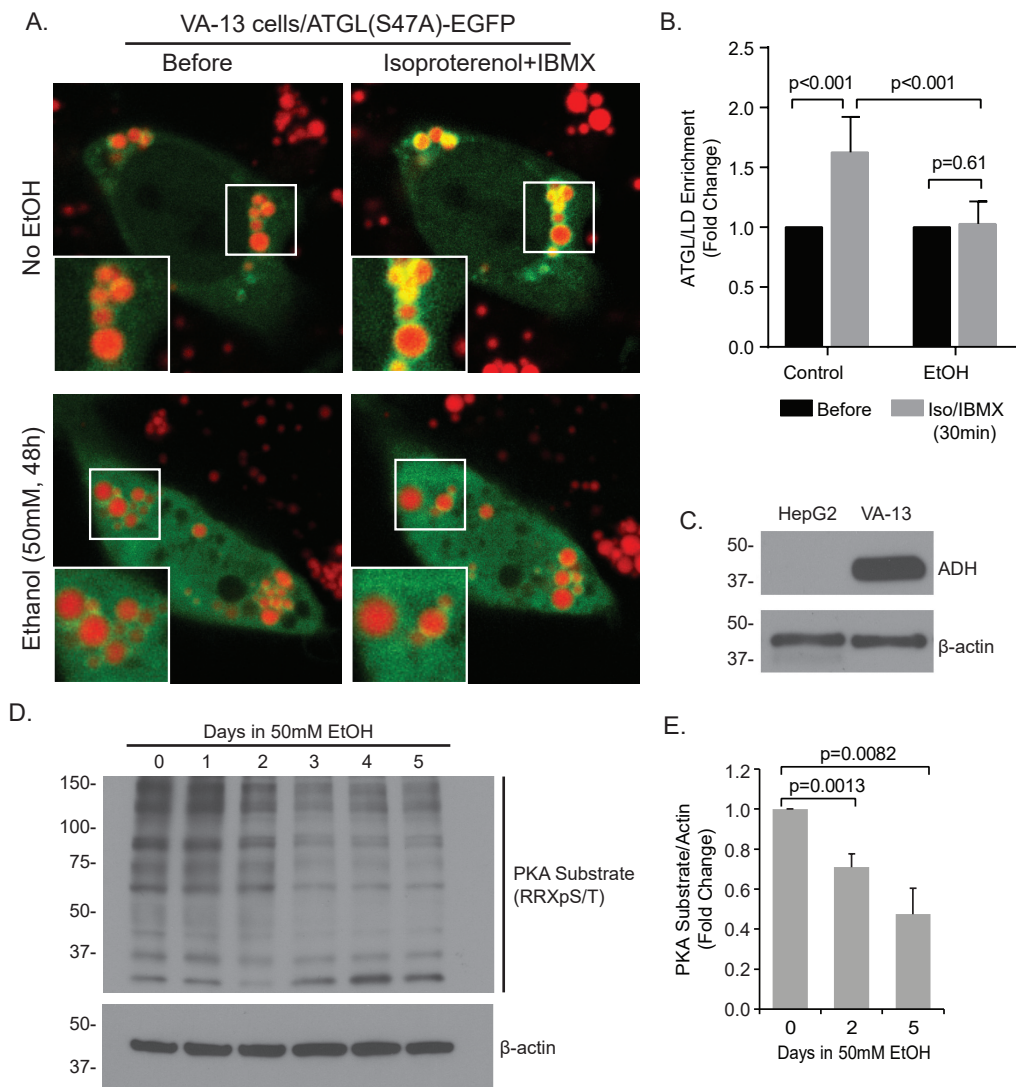 A.
VA-13 cells/ATGL(S47A)-EGFP
Before
Isoproterenol+IBMX
No EtOH
Ethanol (50mM, 48h)
B.
ATGL/LD Enrichment
(Fold Change)
2.5
2.0
1.5
1.0
0.5
0.0
p<0.001
p<0.001
p=0.61
Control
EtOH
Before
Iso/IBMX
(30min)
C.
HepG2
VA-13
50-
37-
ADH
50-
37-
β-actin
D.
Days in 50mM EtOH
0 1 2 3 4 5
150-
100-
75-
50-
37-
PKA Substrate
(RRXpS/T)
50-
37-
β-actin
E.
PKA Substrate/Actin
(Fold Change)
p=0.0082
p=0.0013
1.2
1.0
0.8
0.6
0.4
0.2
0.0
0 2 5
Days in 50mM EtOH